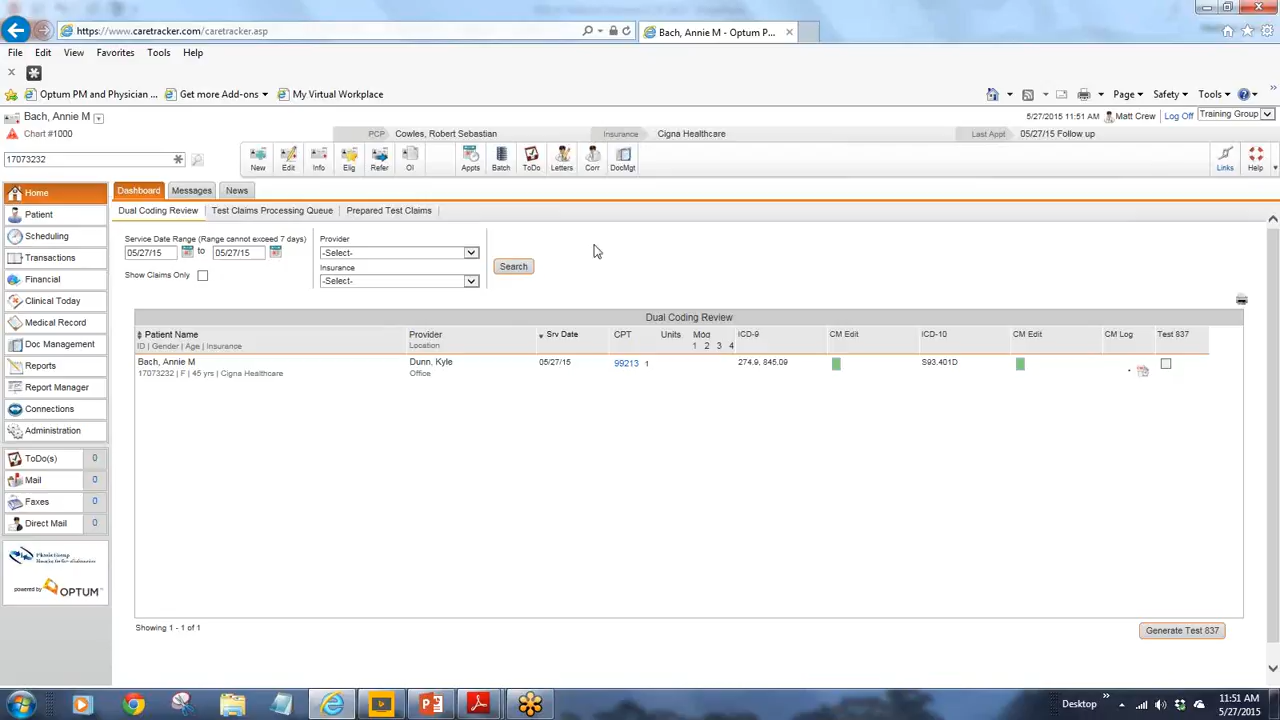 https://www.caretracker.com/caretracker.asp
Bach, Annie M - Optum P...
File Edit View Favorites Tools Help
Optum PM and Physician ... Get more Add-ons My Virtual Workplace
Page Safety Tools
Bach, Annie M
5/27/2015 11:51 AM Matt Crew Log Off Training Group
Chart #1000
PCP Cowles, Robert Sebastian Insurance Cigna Healthcare Last Appt 05/27/15 Follow up
17073232
New Edit Info Elig Refer OI Appts Batch ToDo Letters Corr DocMgt Links Help
Home
Patient
Scheduling
Transactions
Financial
Clinical Today
Medical Record
Doc Management
Reports
Report Manager
Connections
Administration
ToDo(s) 0
Mail 0
Faxes 0
Direct Mail 0
powered by OPTUM
Dashboard Messages News
Dual Coding Review Test Claims Processing Queue Prepared Test Claims
Service Date Range (Range cannot exceed 7 days) Provider
05/27/15 to 05/27/15 -Select-
Insurance
Show Claims Only -Select-
Search
Dual Coding Review
Patient Name Provider Srv Date CPT Units Mod ICD-9 CM Edit ICD-10 CM Edit CM Log Test 837
ID | Gender | Age | Insurance Location 1 2 3 4
Bach, Annie M Dunn, Kyle 05/27/15 99213 1 274.9, 845.09 S93.401D
17073232 | F | 45 yrs | Cigna Healthcare Office
Showing 1 - 1 of 1
Generate Test 837
Desktop
11:51 AM
5/27/2015